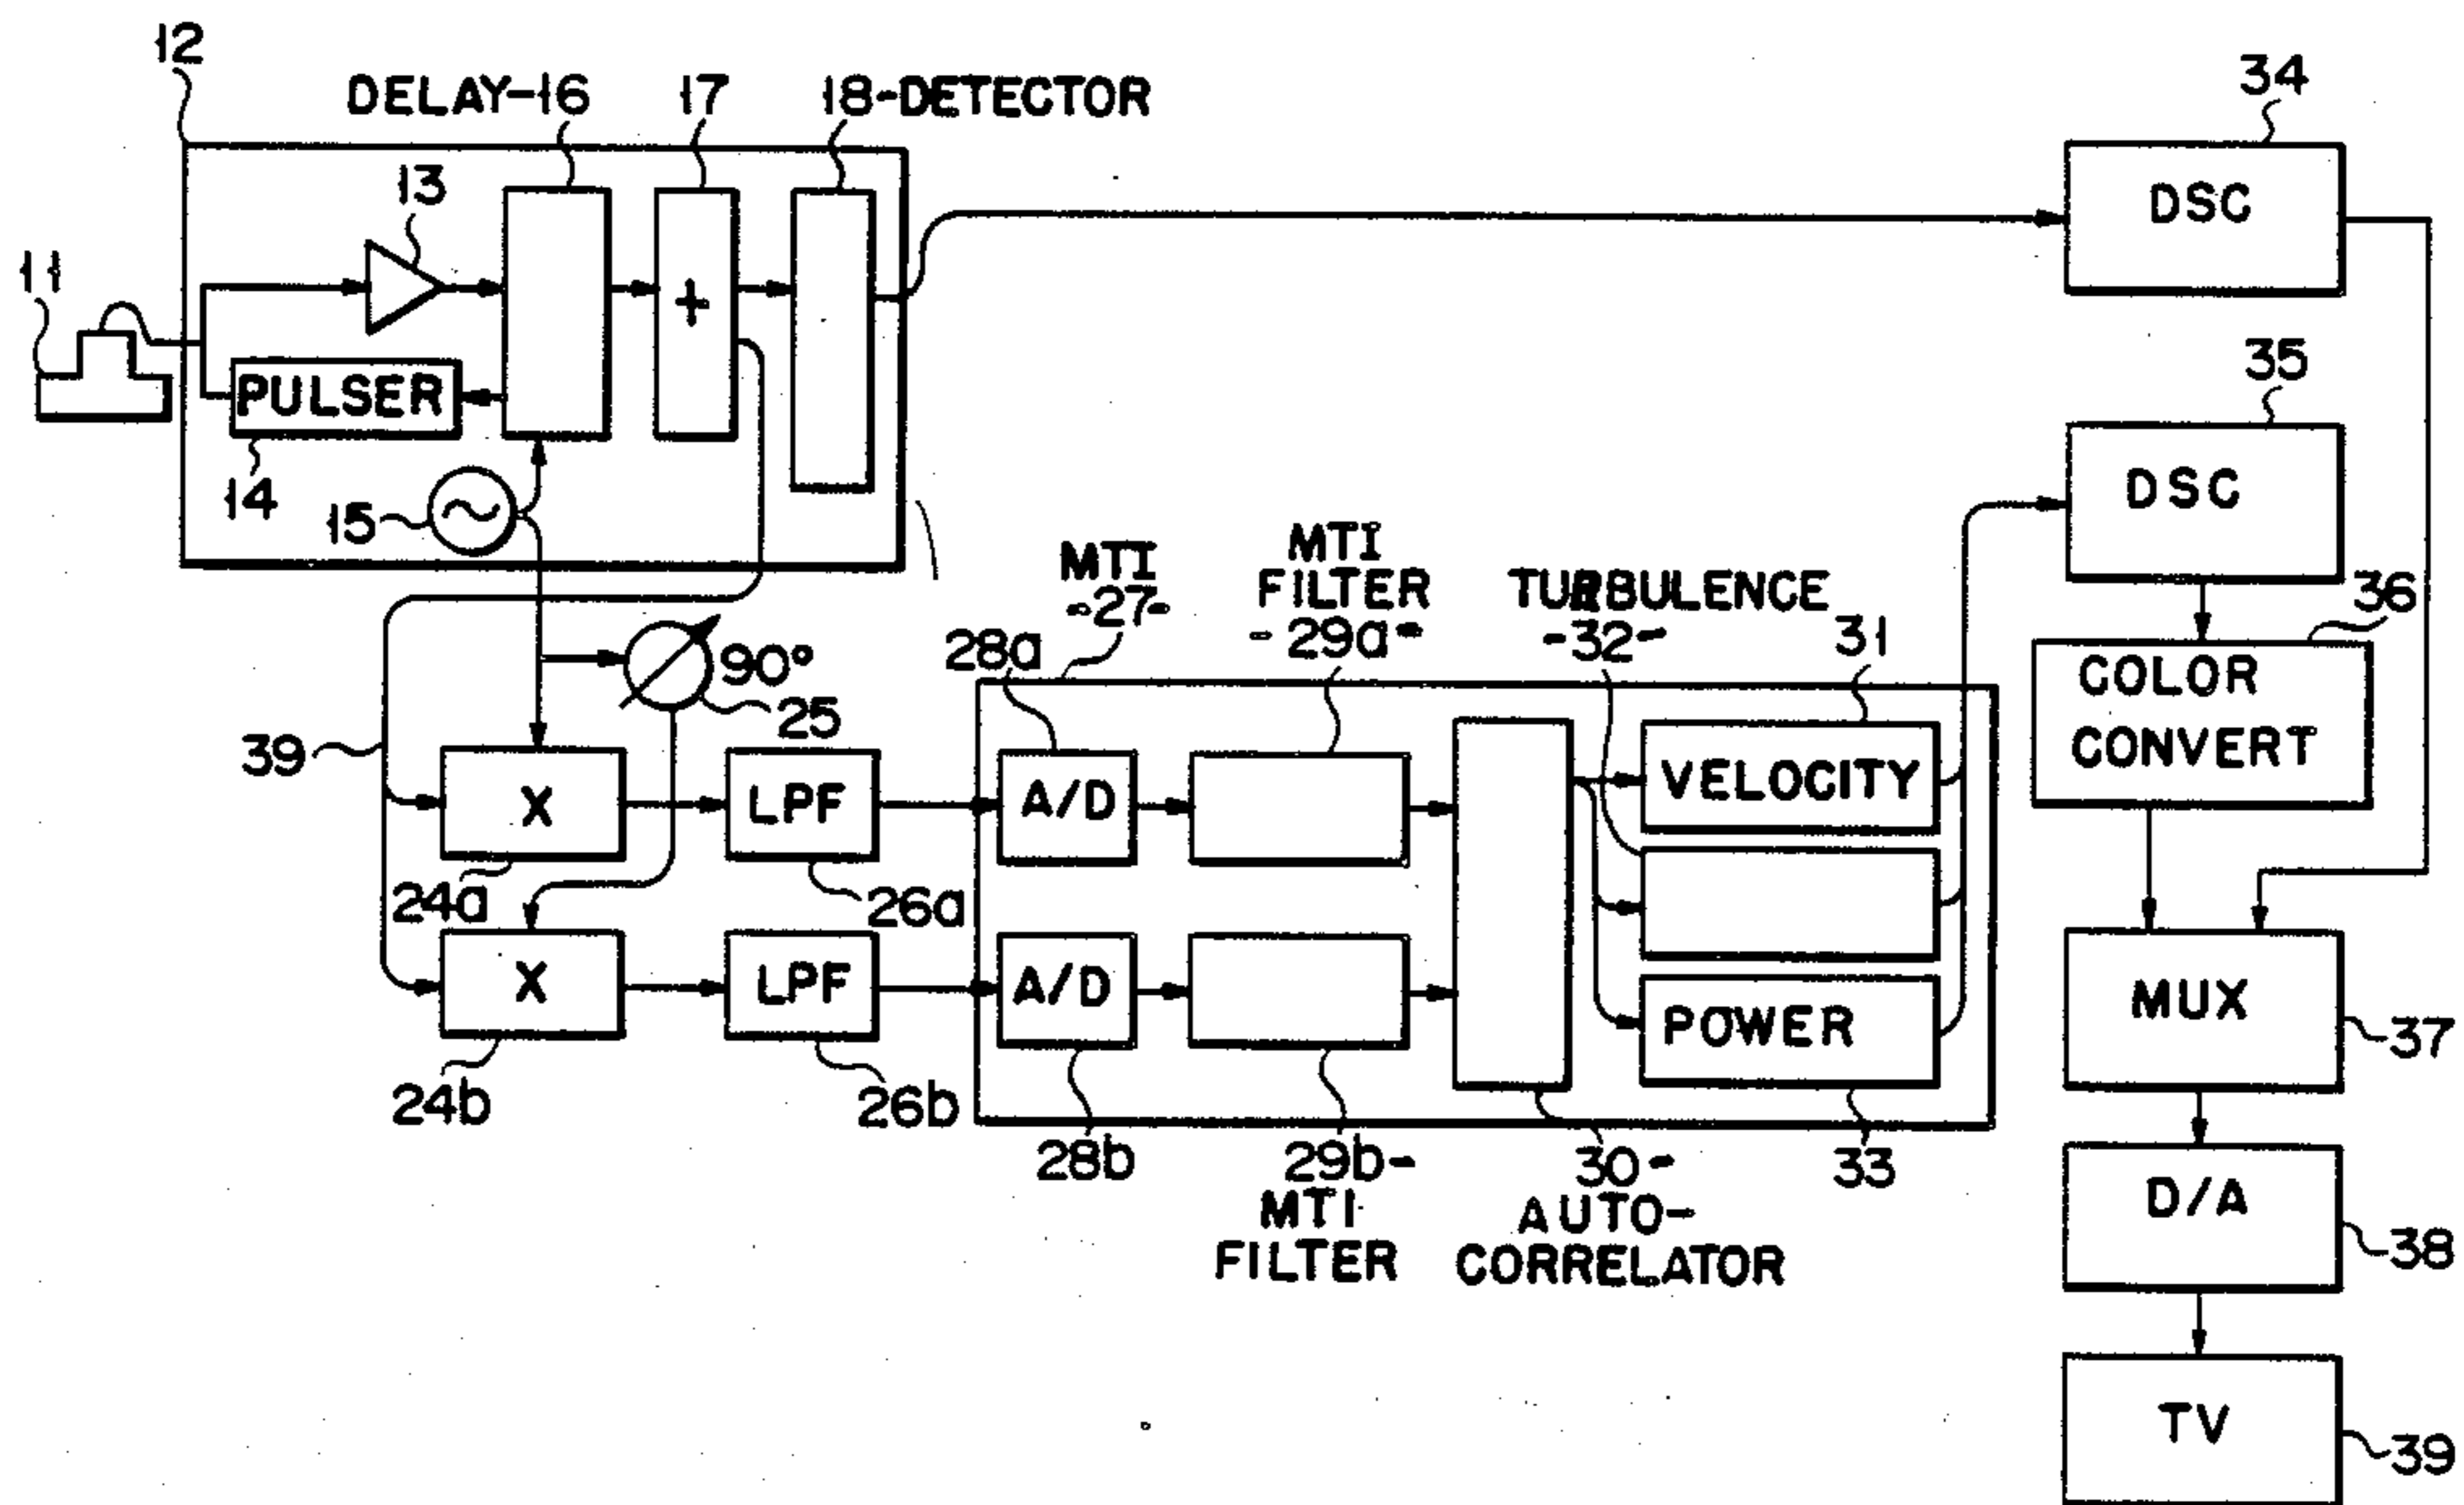 12
DELAY-16
17
18-DETECTOR
34
13
DSC
11
+
35
PULSER
14
15
DSC
MTI
-27-
MTI
FILTER
-29a-
TURBULENCE
-32-
31
36
28a
90°
25
COLOR
CONVERT
39
X
LPF
A/D
VELOCITY
24a
26a
X
LPF
A/D
POWER
MUX
37
24b
26b
28b
29b-
MTI
FILTER
30-
AUTO-
CORRELATOR
33
D/A
38
TV
39